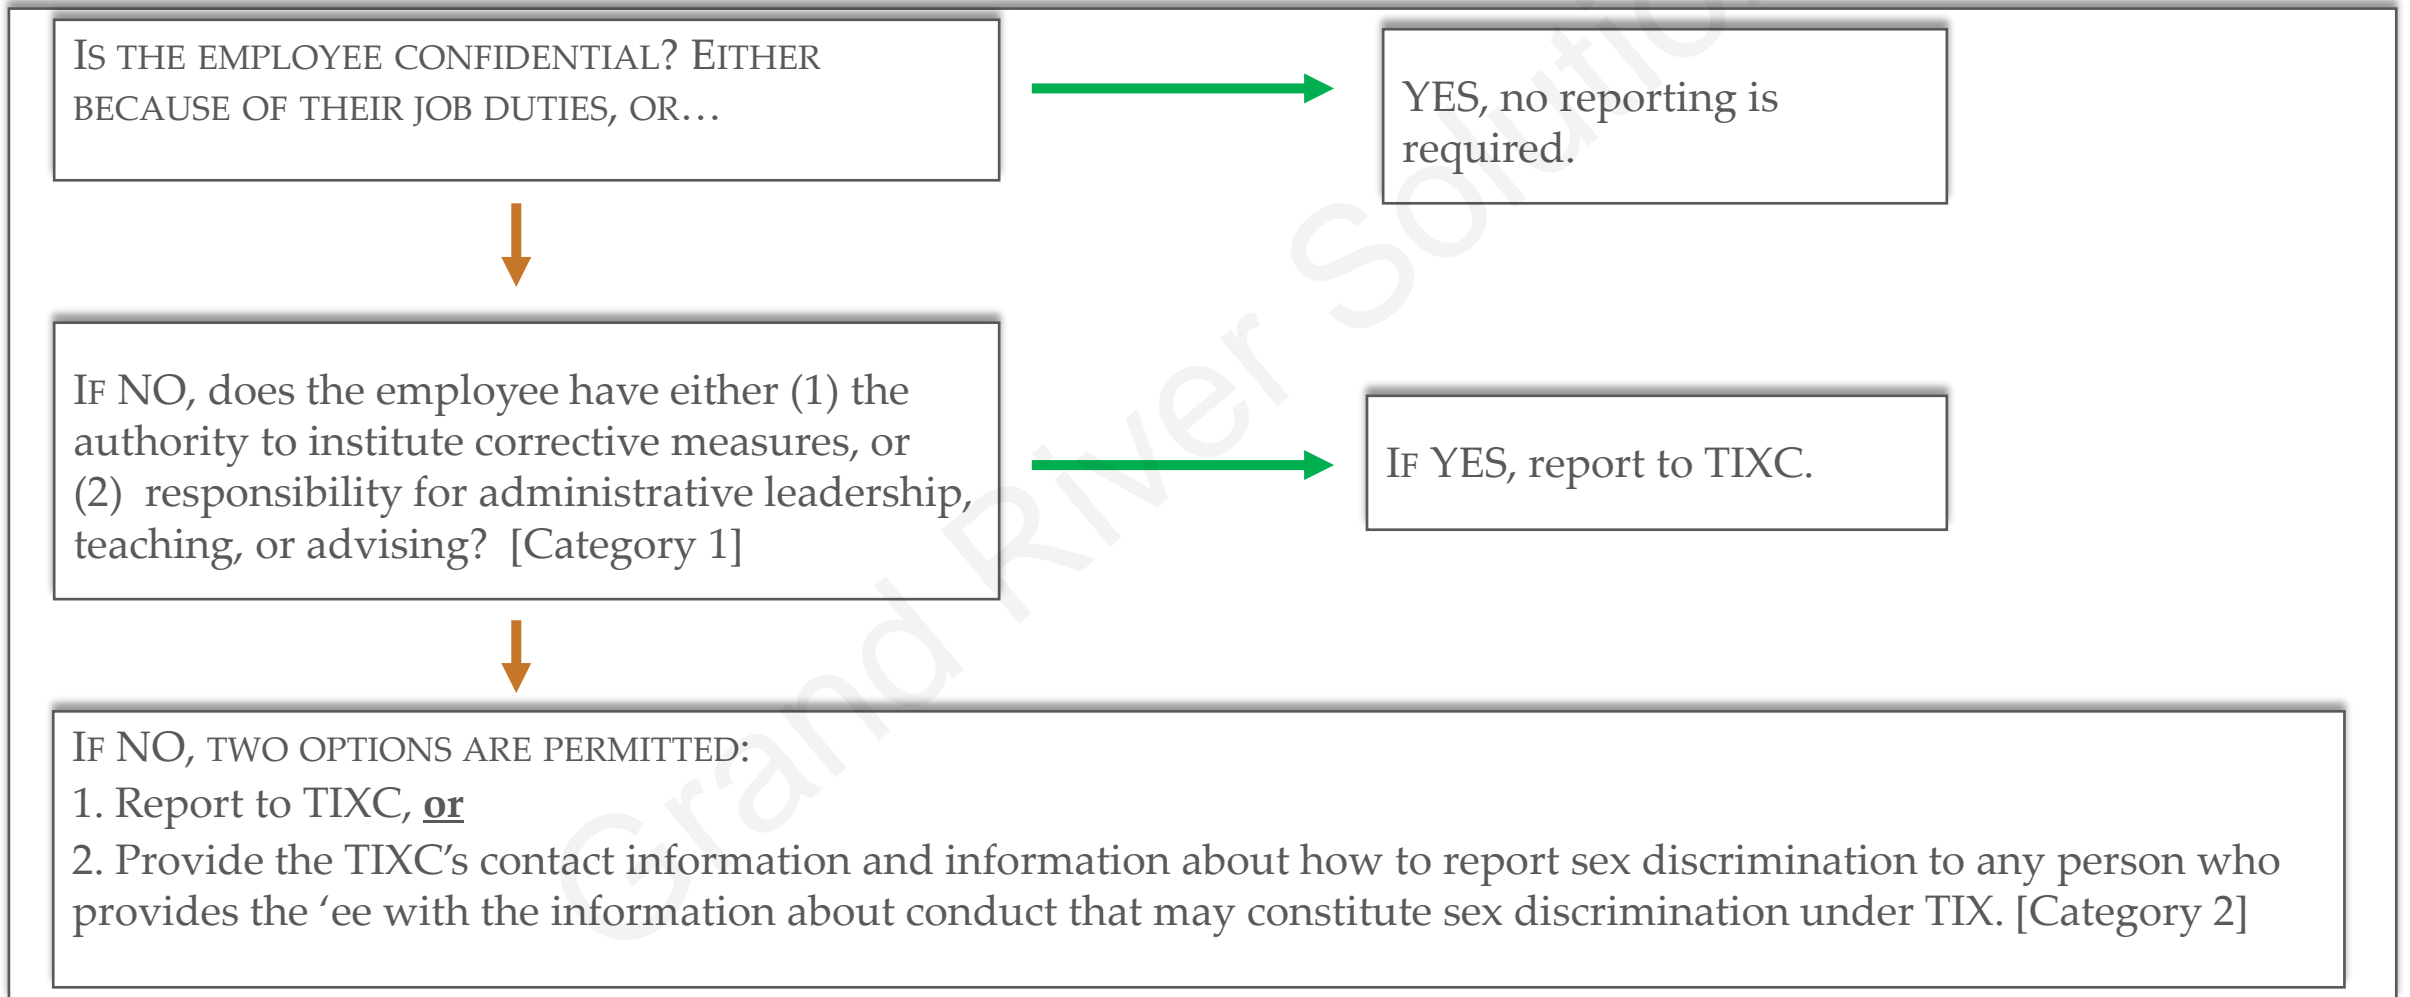 IS THE EMPLOYEE CONFIDENTIAL? EITHER
BECAUSE OF THEIR JOB DUTIES, OR…
YES, no reporting is
required.
IF NO, does the employee have either (1) the
authority to institute corrective measures, or
(2) responsibility for administrative leadership,
teaching, or advising? [Category 1]
IF YES, report to TIXC.
IF NO, TWO OPTIONS ARE PERMITTED:
1. Report to TIXC, or
2. Provide the TIXC’s contact information and information about how to report sex discrimination to any person who
provides the ‘ee with the information about conduct that may constitute sex discrimination under TIX. [Category 2]
Grand River Solutio